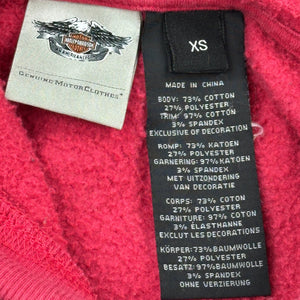 HARLEY-DAVIDSON
GENUINE MOTORCLOTHES
XS
MADE IN CHINA
BODY: 73% COTTON
27% POLYESTER
TRIM: 97% COTTON
3% SPANDEX
EXCLUSIVE OF DECORATION
ROMP: 73% KATOEN
27% POLYESTER
GARNERING: 97% KATOEN
3% SPANDEX
MET UITZONDERING
VAN DECORATIE
CORPS: 73% COTON
27% POLYESTER
GARNITURE: 97% COTON
3% ÉLASTHANNE
EXCLUT LES DECORATIONS
KÖRPER:73%BAUMWOLLE
27% POLYESTER
BESATZ: 97%BAUMWOLLE
3% SPANDEX
OHNE VERZIERUNG